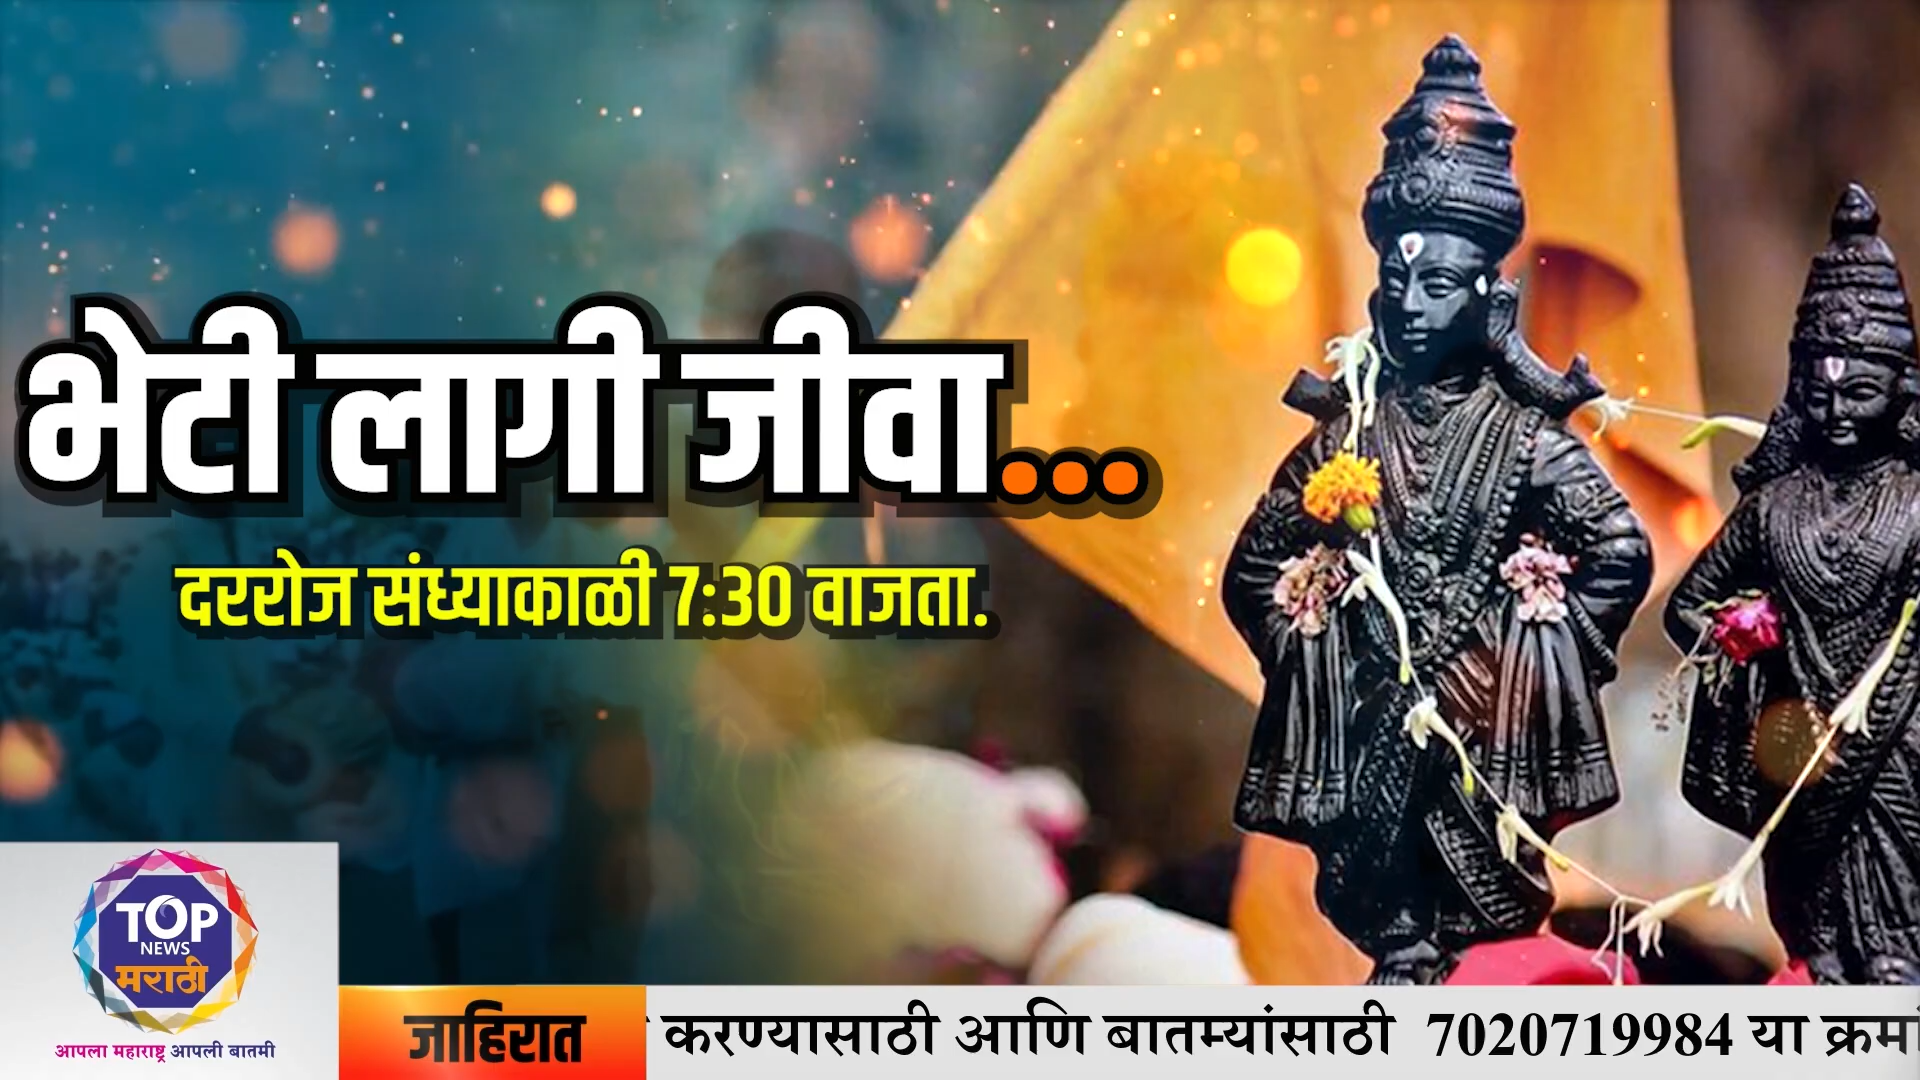 भेटी लागी जीवा...
दररोज संध्याकाळी 7:30 वाजता.
TOP
NEWS
मराठी
आपला महाराष्ट्र आपली बातमी
जाहिरात
करण्यासाठी आणि बातम्यांसाठी 7020719984 या